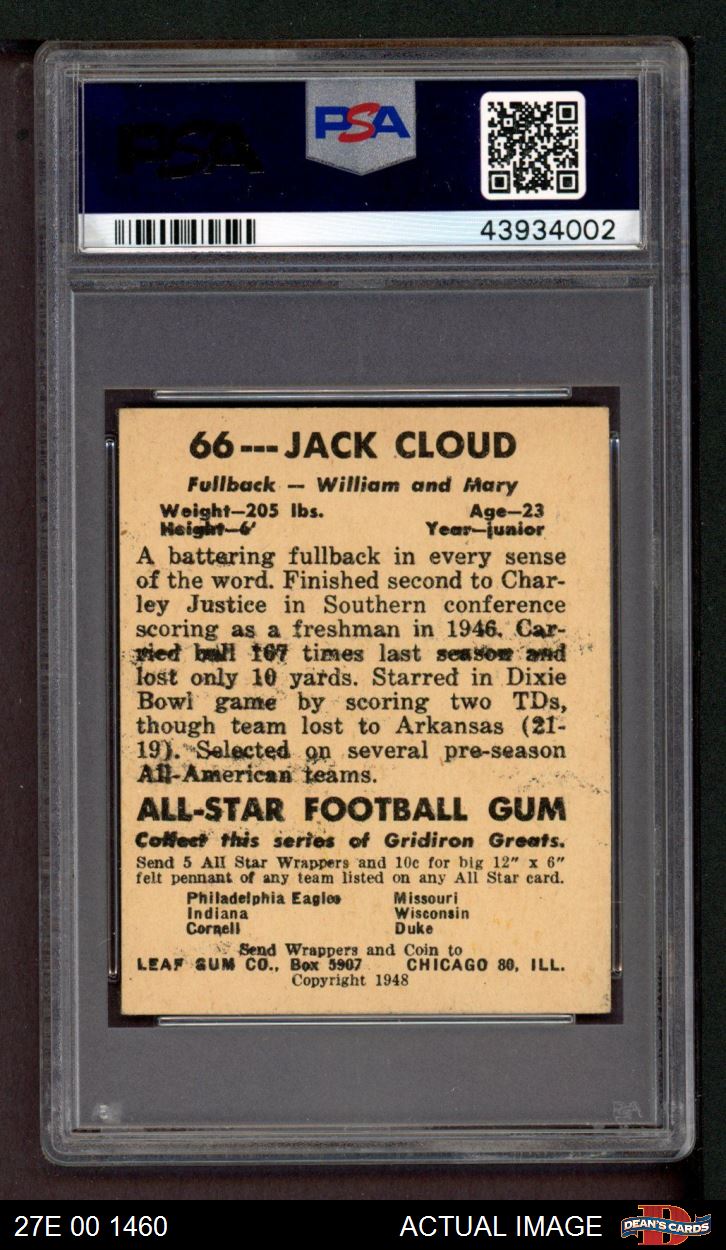 PSA
PSA
43934002
66---JACK CLOUD
Fullback — William and Mary
Weight—205 lbs. Age—23
Height—6' Year—junior
A battering fullback in every sense
of the word. Finished second to Char-
ley Justice in Southern conference
scoring as a freshman in 1946. Car-
ried ball 167 times last season and
lost only 10 yards. Starred in Dixie
Bowl game by scoring two TDs,
though team lost to Arkansas (21-
19). Selected on several pre-season
All-American teams.
ALL-STAR FOOTBALL GUM
Collect this series of Gridiron Greats.
Send 5 All Star Wrappers and 10c for big 12" x 6"
felt pennant of any team listed on any All Star card.
Philadelphia Eagles Missouri
Indiana Wisconsin
Cornell Duke
Send Wrappers and Coin to
LEAF GUM CO., Box 5907 CHICAGO 80, ILL.
Copyright 1948
PSA
27E 00 1460 ACTUAL IMAGE D DEAN'S CARDS